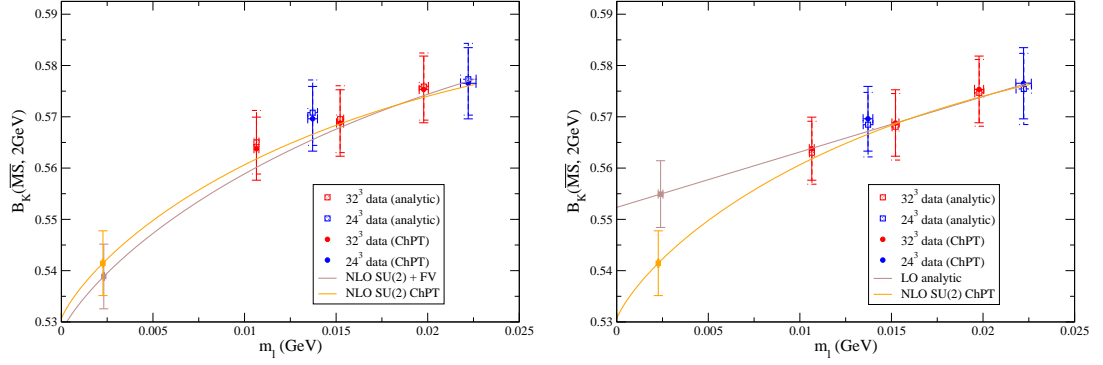 0.59
0.58
0.57
0.56
0.55
0.54
0.53
B_K(\overline{MS}, 2GeV)
32³ data (analytic)
24³ data (analytic)
32³ data (ChPT)
24³ data (ChPT)
NLO SU(2) + FV
NLO SU(2) ChPT
0 0.005 0.01 0.015 0.02 0.025
m_l (GeV)
0.59
0.58
0.57
0.56
0.55
0.54
0.53
B_K(\overline{MS}, 2GeV)
32³ data (analytic)
24³ data (analytic)
32³ data (ChPT)
24³ data (ChPT)
LO analytic
NLO SU(2) ChPT
0 0.005 0.01 0.015 0.02 0.025
m_l (GeV)